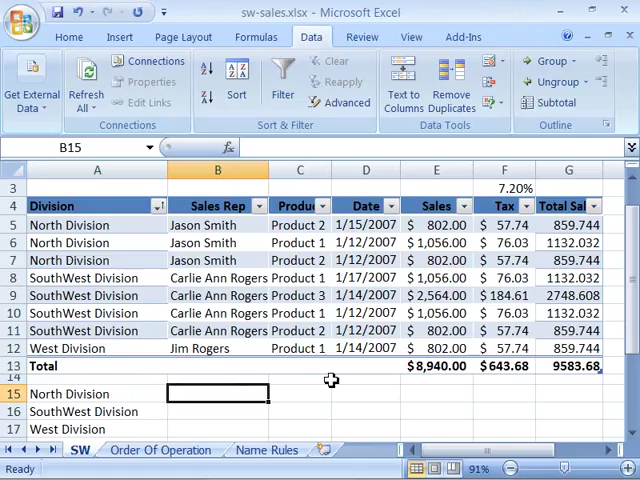 sw-sales.xlsx - Microsoft Excel
Home Insert Page Layout Formulas Data Review View Add-Ins
Get External Data
Refresh All
Connections
Properties
Edit Links
Connections
Sort
Filter
Clear
Reapply
Advanced
Sort & Filter
Text to Columns
Remove Duplicates
Data Tools
Group
Ungroup
Subtotal
Outline
B15 fx
A B C D E F G
3 7.20%
4 Division Sales Rep Produc Date Sales Tax Total Sal
5 North Division Jason Smith Product 2 1/15/2007 $ 802.00 $ 57.74 859.744
6 North Division Jason Smith Product 1 1/12/2007 $ 1,056.00 $ 76.03 1132.032
7 North Division Jason Smith Product 2 1/12/2007 $ 802.00 $ 57.74 859.744
8 SouthWest Division Carlie Ann Rogers Product 1 1/17/2007 $ 1,056.00 $ 76.03 1132.032
9 SouthWest Division Carlie Ann Rogers Product 3 1/14/2007 $ 2,564.00 $ 184.61 2748.608
10 SouthWest Division Carlie Ann Rogers Product 1 1/12/2007 $ 1,056.00 $ 76.03 1132.032
11 SouthWest Division Carlie Ann Rogers Product 2 1/12/2007 $ 802.00 $ 57.74 859.744
12 West Division Jim Rogers Product 1 1/14/2007 $ 802.00 $ 57.74 859.744
13 Total $ 8,940.00 $ 643.68 9583.68
14
15 North Division
16 SouthWest Division
17 West Division
SW Order Of Operation Name Rules
Ready 91%